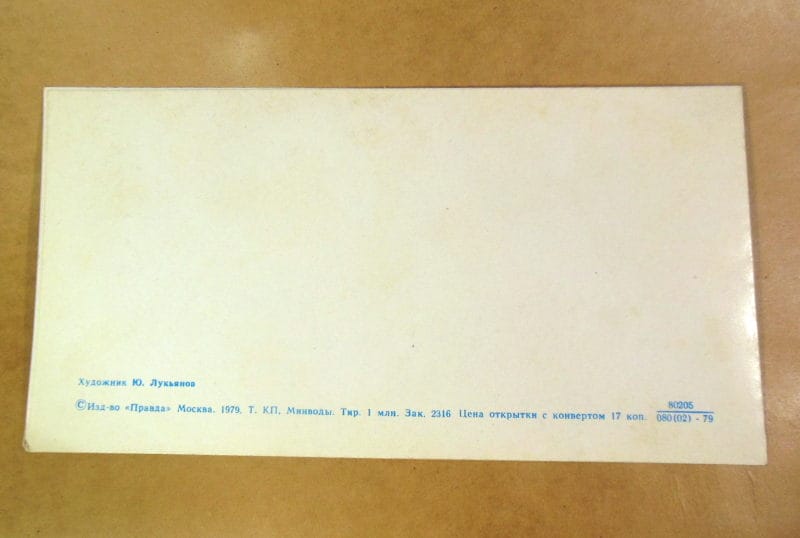 Художник Ю. Лукьянов
©Изд-во «Правда» Москва. 1979. Т. КП, Минводы. Тир. 1 млн. Зак. 2316 Цена открытки с конвертом 17 коп.
80205
080(02) - 79